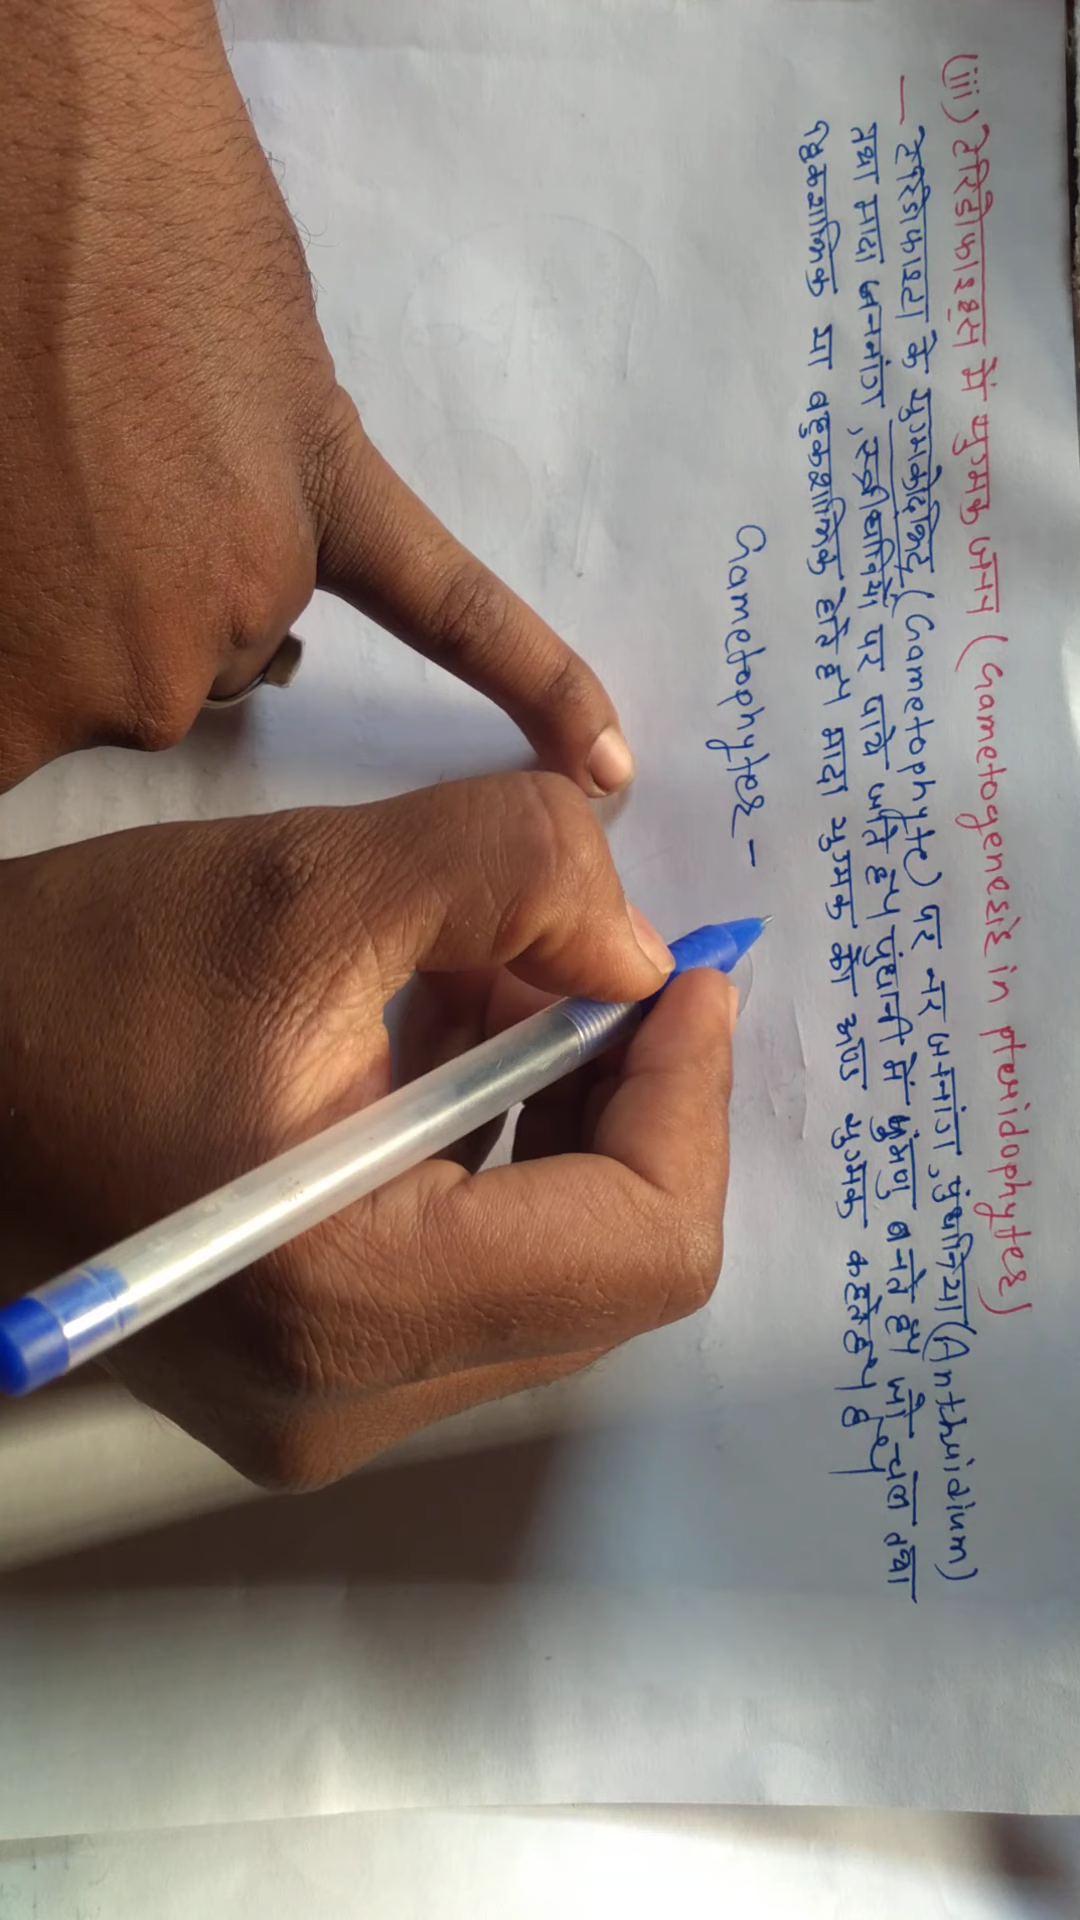 (iii) टेरिडोफाइट्स में युग्मक जनन (Gametogenesis in pteridophytes)
— टेरिडोफाइटा के युग्मकोदभिद् (Gametophyte) पर नर जननांग, पुंधानियां (Antheridium)
तथा मादा जननांग, स्त्रीधानियों पर पाये जाते है। पुंधानी में पुंमणु बनते है। जो चल तथा
द्विकशाभिक या बहुकशाभिक होते है। मादा युग्मक को अण्ड युग्मक कहते है।
Gametophytes –